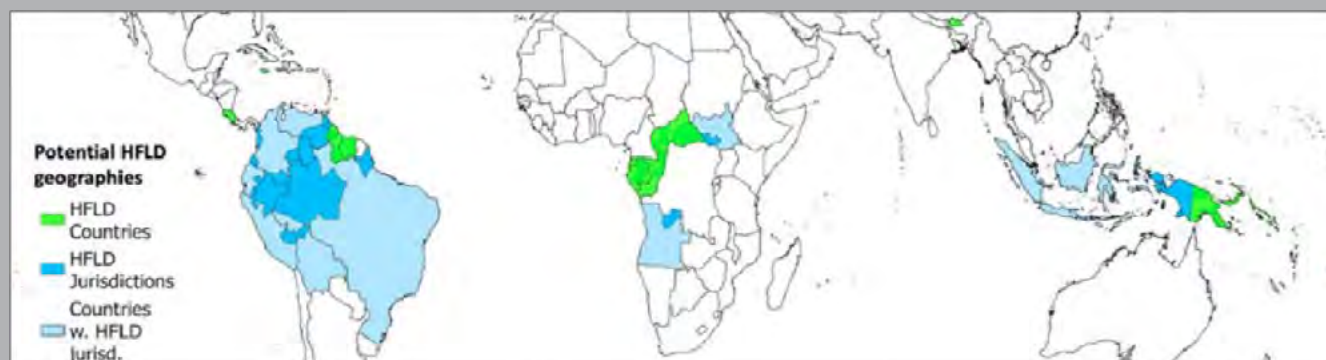 Potential HFLD
geographies
HFLD
Countries
HFLD
Jurisdictions
Countries
w. HFLD
jurisd.